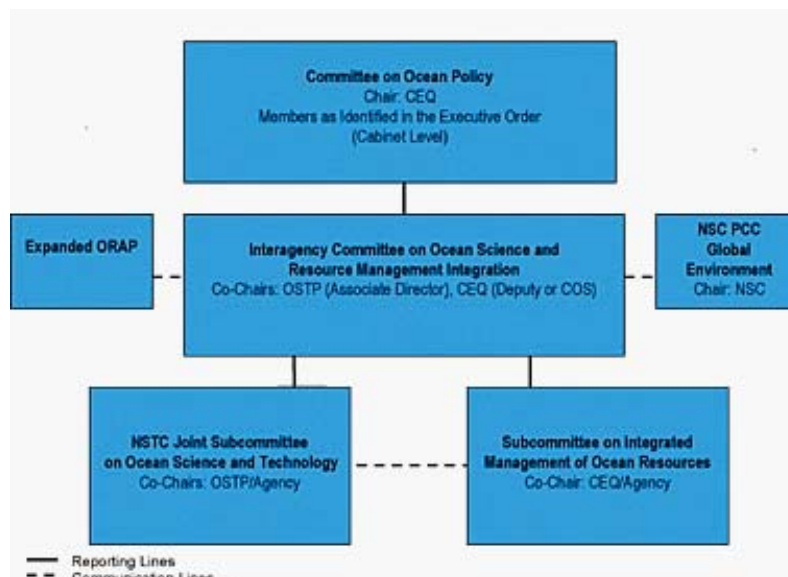 Committee on Ocean Policy
Chair: CEQ
Members as Identified in the Executive Order
(Cabinet Level)
Expanded ORAP
Interagency Committee on Ocean Science and
Resource Management Integration
Co-Chairs: OSTP (Associate Director), CEQ (Deputy or COS)
NSC PCC
Global
Environment
Chair: NSC
NSTC Joint Subcommittee
on Ocean Science and Technology
Co-Chairs: OSTP/Agency
Subcommittee on Integrated
Management of Ocean Resources
Co-Chair: CEQ/Agency
Reporting Lines
Communication Lines